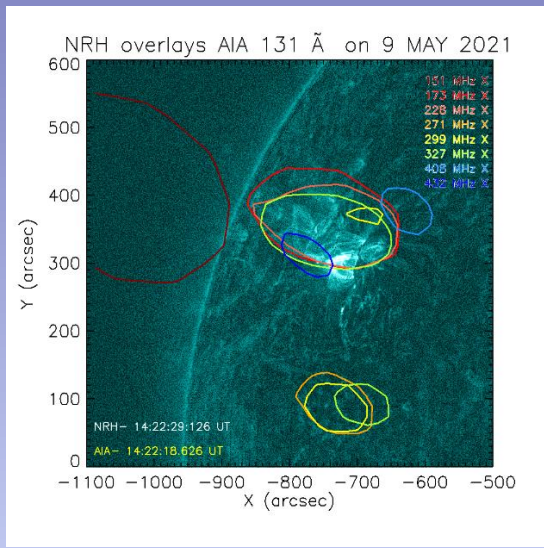 NRH overlays AIA 131 Ã on 9 MAY 2021
600
500
400
300
200
100
0
Y (arcsec)
151 MHz X
173 MHz X
228 MHz X
271 MHz X
299 MHz X
327 MHz X
408 MHz X
432 MHz X
NRH- 14:22:29:126 UT
AIA- 14:22:18.626 UT
-1100 -1000 -900 -800 -700 -600 -500
X (arcsec)